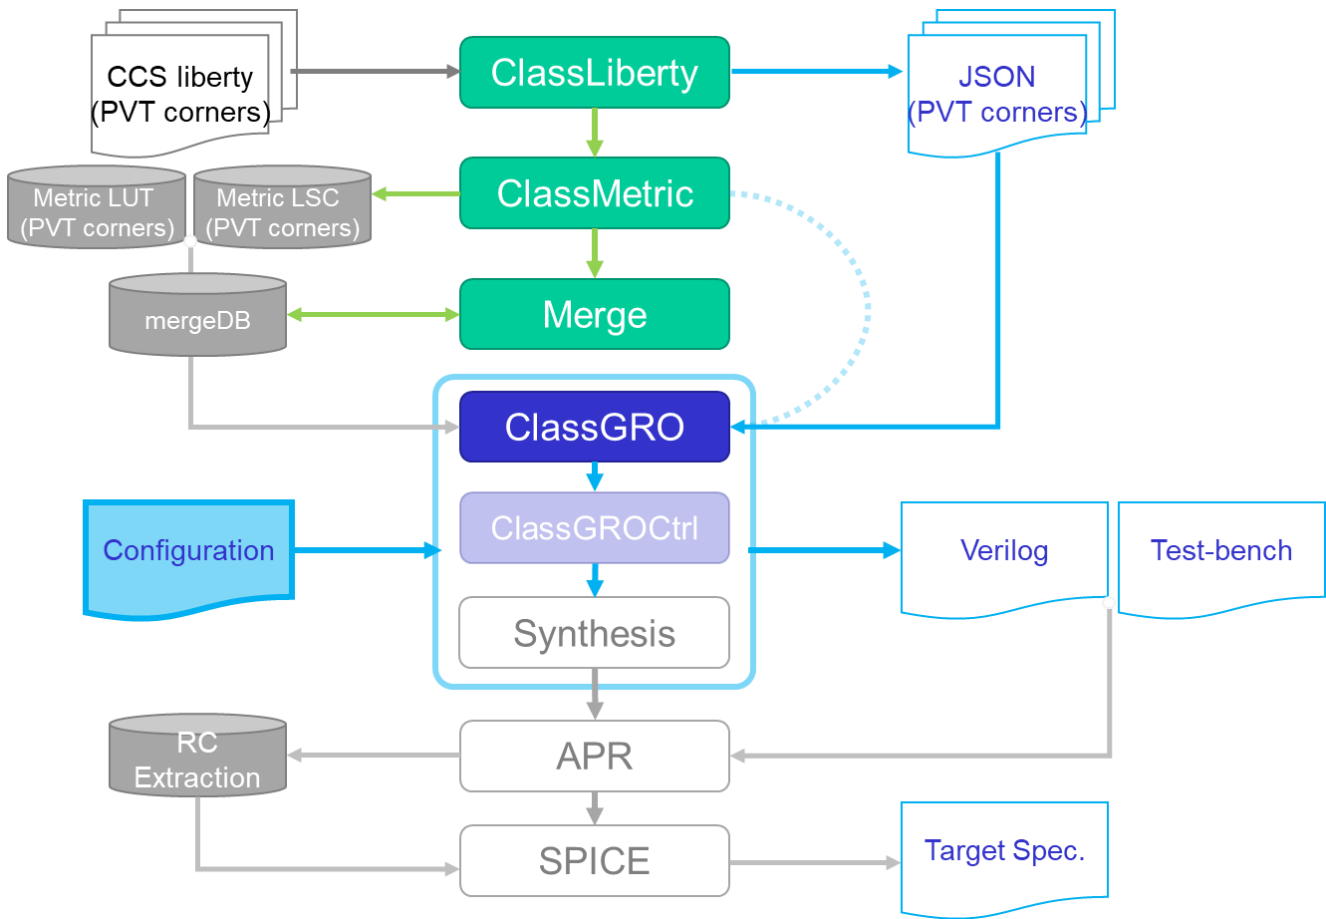 CCS liberty
(PVT corners)
ClassLiberty
JSON
(PVT corners)
Metric LUT
(PVT corners)
Metric LSC
(PVT corners)
ClassMetric
mergeDB
Merge
ClassGRO
Configuration
ClassGROCtrl
Verilog
Test-bench
Synthesis
RC
Extraction
APR
SPICE
Target Spec.